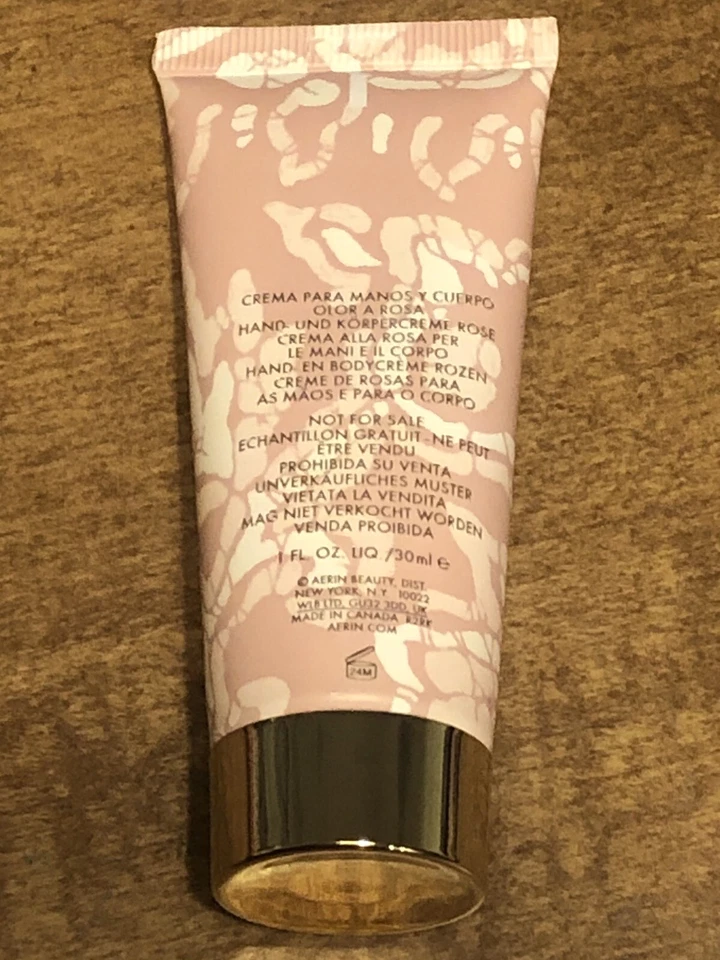 CREMA PARA MANOS Y CUERPO
OLOR A ROSA
HAND- UND KÖRPERCREME ROSE
CREMA ALLA ROSA PER
LE MANI E IL CORPO
HAND- EN BODYCRÈME ROZEN
CREME DE ROSAS PARA
AS MÃOS E PARA O CORPO
NOT FOR SALE
ECHANTILLON GRATUIT - NE PEUT
ÊTRE VENDU
PROHIBIDA SU VENTA
UNVERKÄUFLICHES MUSTER
VIETATA LA VENDITA
MAG NIET VERKOCHT WORDEN
VENDA PROIBIDA
1 FL. OZ. LIQ /30ml e
© AERIN BEAUTY, DIST.
NEW YORK, N.Y. 10022
WLB LTD, GU32 3DD, UK
MADE IN CANADA R2RK
AERIN.COM
24M